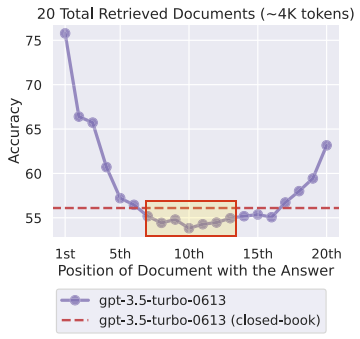 20 Total Retrieved Documents (~4K tokens)
75
70
65
60
55
Accuracy
1st 5th 10th 15th 20th
Position of Document with the Answer
gpt-3.5-turbo-0613
gpt-3.5-turbo-0613 (closed-book)